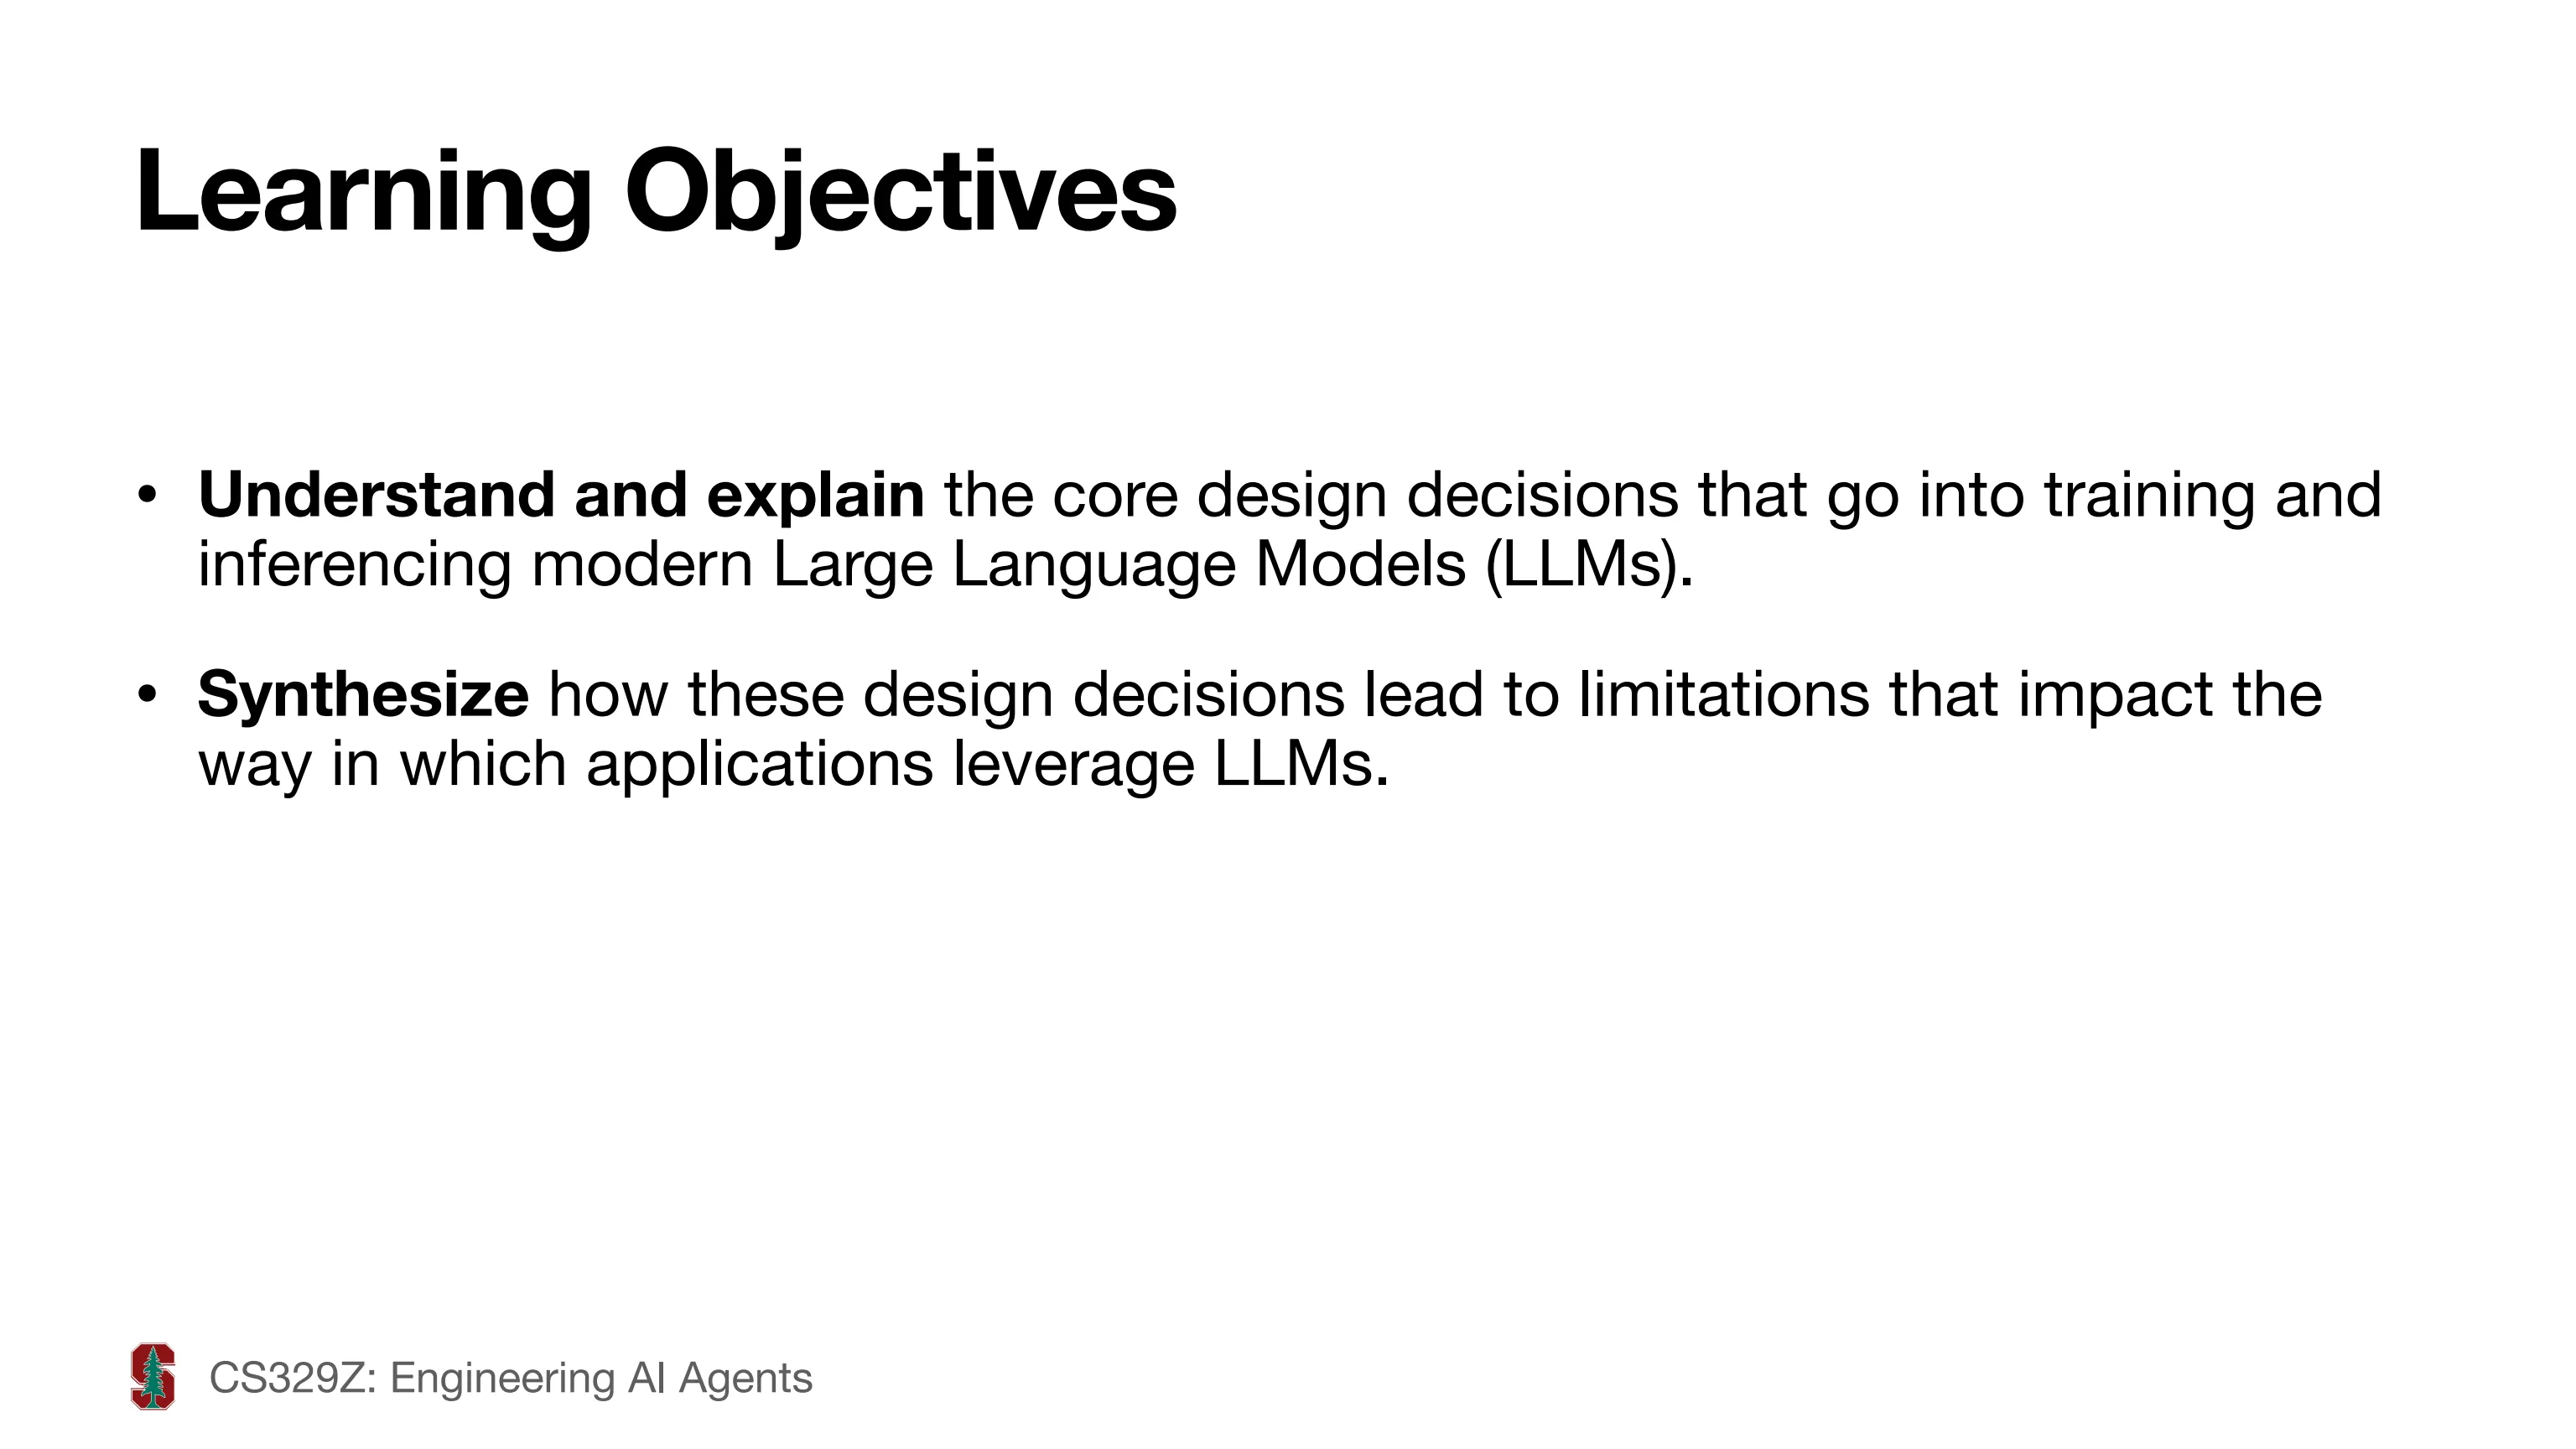 Learning Objectives
• Understand and explain the core design decisions that go into training and
inferencing modern Large Language Models (LLMs).
• Synthesize how these design decisions lead to limitations that impact the
way in which applications leverage LLMs.
CS329Z: Engineering AI Agents